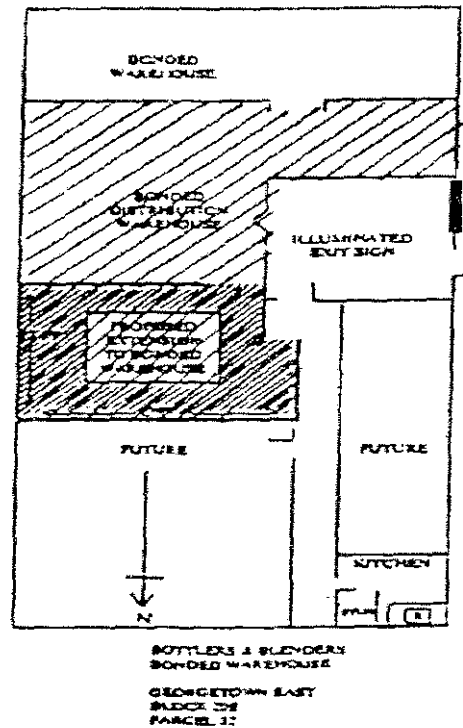 BONDED
WAREHOUSE
BONDED
DISTRIBUTION
WAREHOUSE
ILLUMINATED
EXIT SIGN
PROPOSED
EXTENSION
TO BONDED
WAREHOUSE
FUTURE
FUTURE
KITCHEN
N
BOTTLERS & BLENDERS
BONDED WAREHOUSE
GEORGETOWN EAST
BLOCK
PARCEL